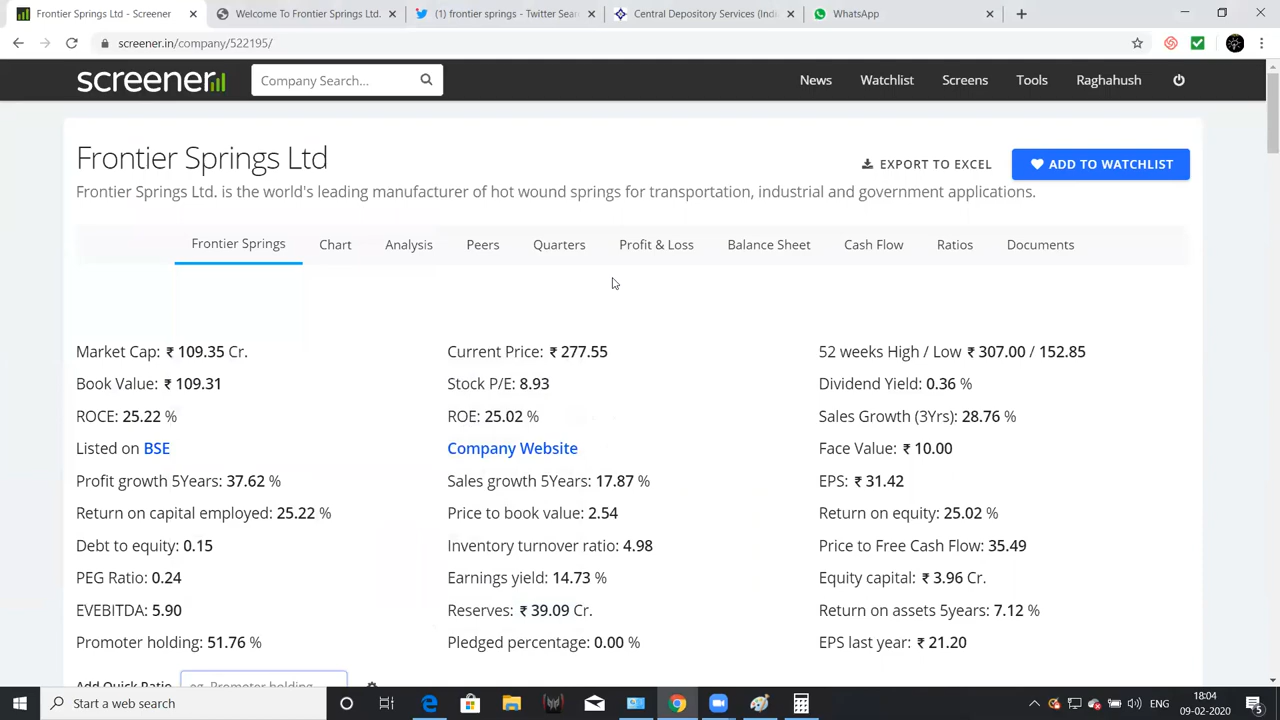 Frontier Springs Ltd - Screener
Welcome To Frontier Springs Ltd.
(1) frontier springs - Twitter Sear
Central Depository Services (Indi
WhatsApp
screener.in/company/522195/
screener
Company Search...
News Watchlist Screens Tools Raghahush
Frontier Springs Ltd
EXPORT TO EXCEL
ADD TO WATCHLIST
Frontier Springs Ltd. is the world's leading manufacturer of hot wound springs for transportation, industrial and government applications.
Frontier Springs Chart Analysis Peers Quarters Profit & Loss Balance Sheet Cash Flow Ratios Documents
Market Cap: ₹ 109.35 Cr. Current Price: ₹ 277.55 52 weeks High / Low ₹ 307.00 / 152.85
Book Value: ₹ 109.31 Stock P/E: 8.93 Dividend Yield: 0.36 %
ROCE: 25.22 % ROE: 25.02 % Sales Growth (3Yrs): 28.76 %
Listed on BSE Company Website Face Value: ₹ 10.00
Profit growth 5Years: 37.62 % Sales growth 5Years: 17.87 % EPS: ₹ 31.42
Return on capital employed: 25.22 % Price to book value: 2.54 Return on equity: 25.02 %
Debt to equity: 0.15 Inventory turnover ratio: 4.98 Price to Free Cash Flow: 35.49
PEG Ratio: 0.24 Earnings yield: 14.73 % Equity capital: ₹ 3.96 Cr.
EVEBITDA: 5.90 Reserves: ₹ 39.09 Cr. Return on assets 5years: 7.12 %
Promoter holding: 51.76 % Pledged percentage: 0.00 % EPS last year: ₹ 21.20
Add Quick Ratio eg. Promoter holding
Start a web search
18:04
09-02-2020
5